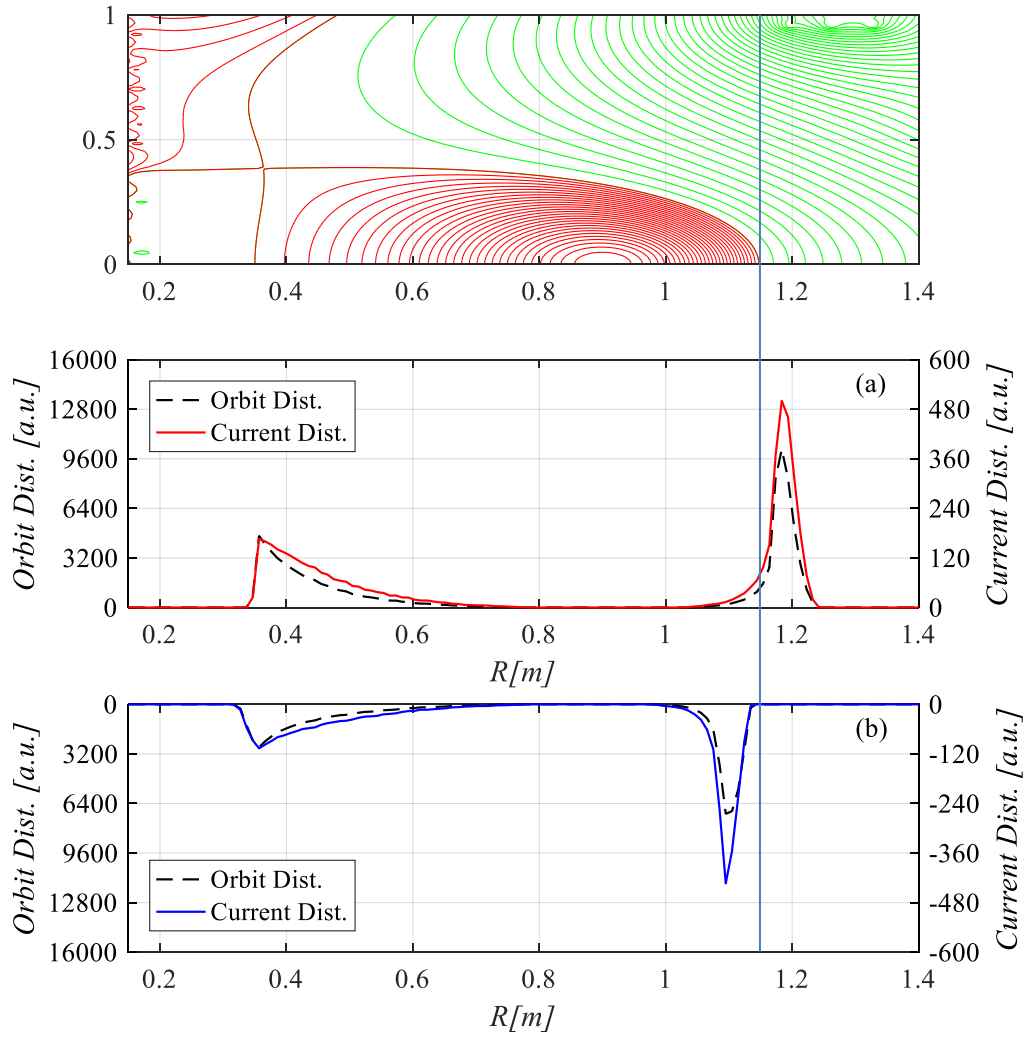 1
0.5
0
0.2 0.4 0.6 0.8 1 1.2 1.4
16000 600
(a)
Orbit Dist.
12800 480
Current Dist.
9600 360
6400 240
3200 120
0 0
Orbit Dist. [a.u.]
Current Dist. [a.u.]
0.2 0.4 0.6 0.8 1 1.2 1.4
R[m]
0 -0
(b)
3200 -120
6400 -240
9600 -360
Orbit Dist.
12800 -480
Current Dist.
16000 -600
Orbit Dist. [a.u.]
Current Dist. [a.u.]
0.2 0.4 0.6 0.8 1 1.2 1.4
R[m]